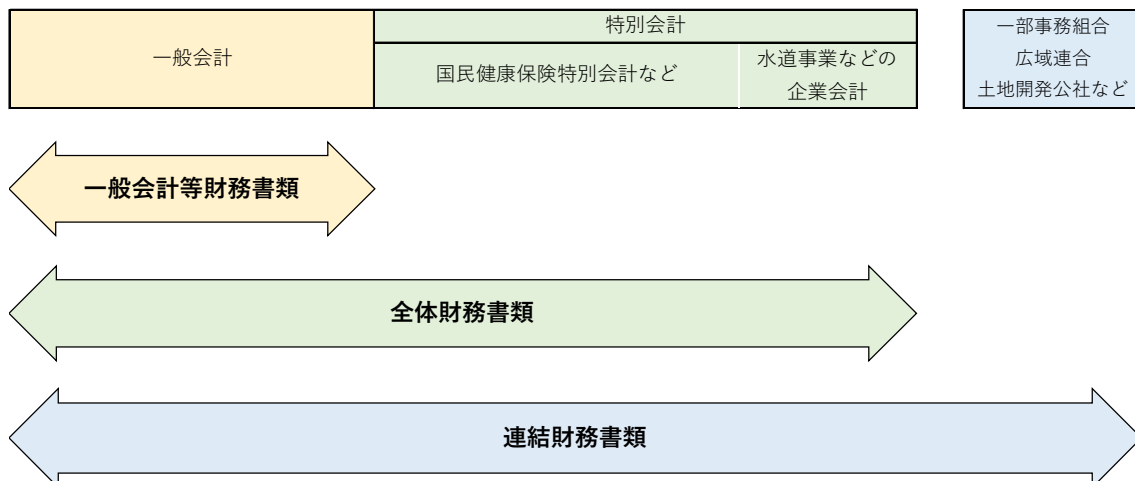 一般会計
特別会計
国民健康保険特別会計など
水道事業などの
企業会計
一部事務組合
広域連合
土地開発公社など
一般会計等財務書類
全体財務書類
連結財務書類